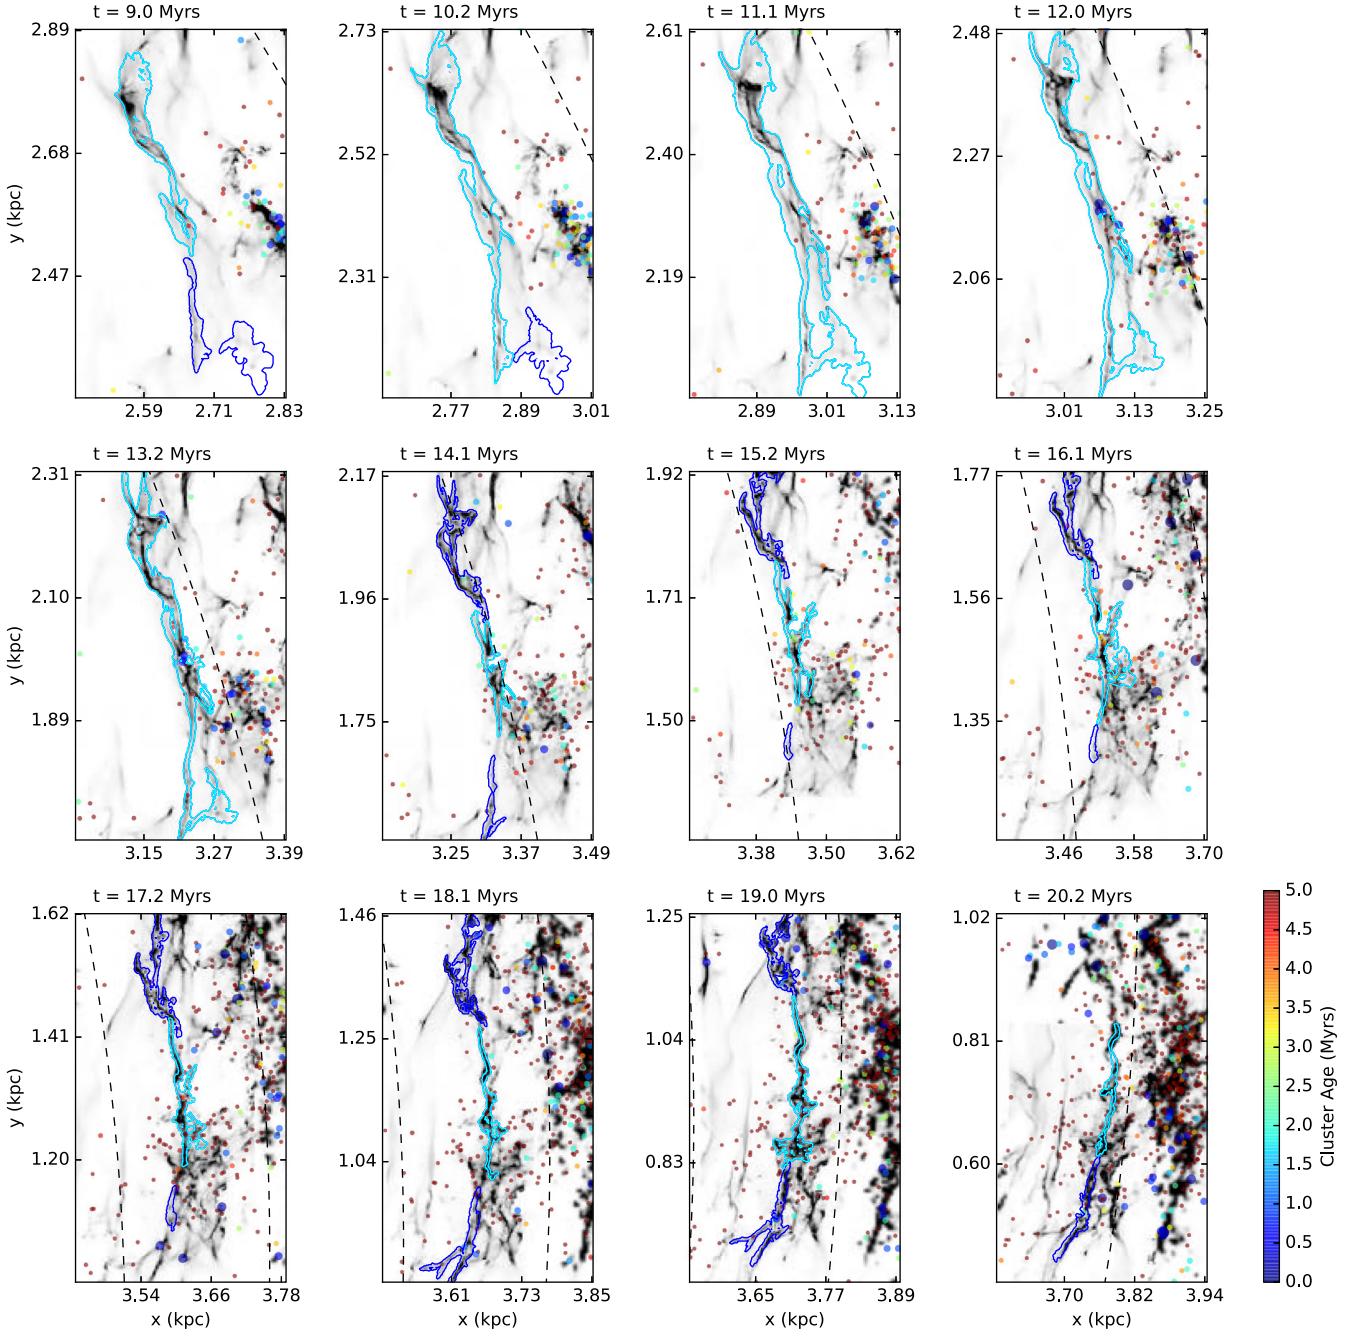 t = 9.0 Myrs
t = 10.2 Myrs
t = 11.1 Myrs
t = 12.0 Myrs
2.89
2.68
2.47
y (kpc)
2.59 2.71 2.83
2.73
2.52
2.31
2.77 2.89 3.01
2.61
2.40
2.19
2.89 3.01 3.13
2.48
2.27
2.06
3.01 3.13 3.25
t = 13.2 Myrs
t = 14.1 Myrs
t = 15.2 Myrs
t = 16.1 Myrs
2.31
2.10
1.89
y (kpc)
3.15 3.27 3.39
2.17
1.96
1.75
3.25 3.37 3.49
1.92
1.71
1.50
3.38 3.50 3.62
1.77
1.56
1.35
3.46 3.58 3.70
t = 17.2 Myrs
t = 18.1 Myrs
t = 19.0 Myrs
t = 20.2 Myrs
1.62
1.41
1.20
y (kpc)
3.54 3.66 3.78
x (kpc)
1.46
1.25
1.04
3.61 3.73 3.85
x (kpc)
1.25
1.04
0.83
3.65 3.77 3.89
x (kpc)
1.02
0.81
0.60
3.70 3.82 3.94
x (kpc)
5.0
4.5
4.0
3.5
3.0
2.5
2.0
1.5
1.0
0.5
0.0
Cluster Age (Myrs)